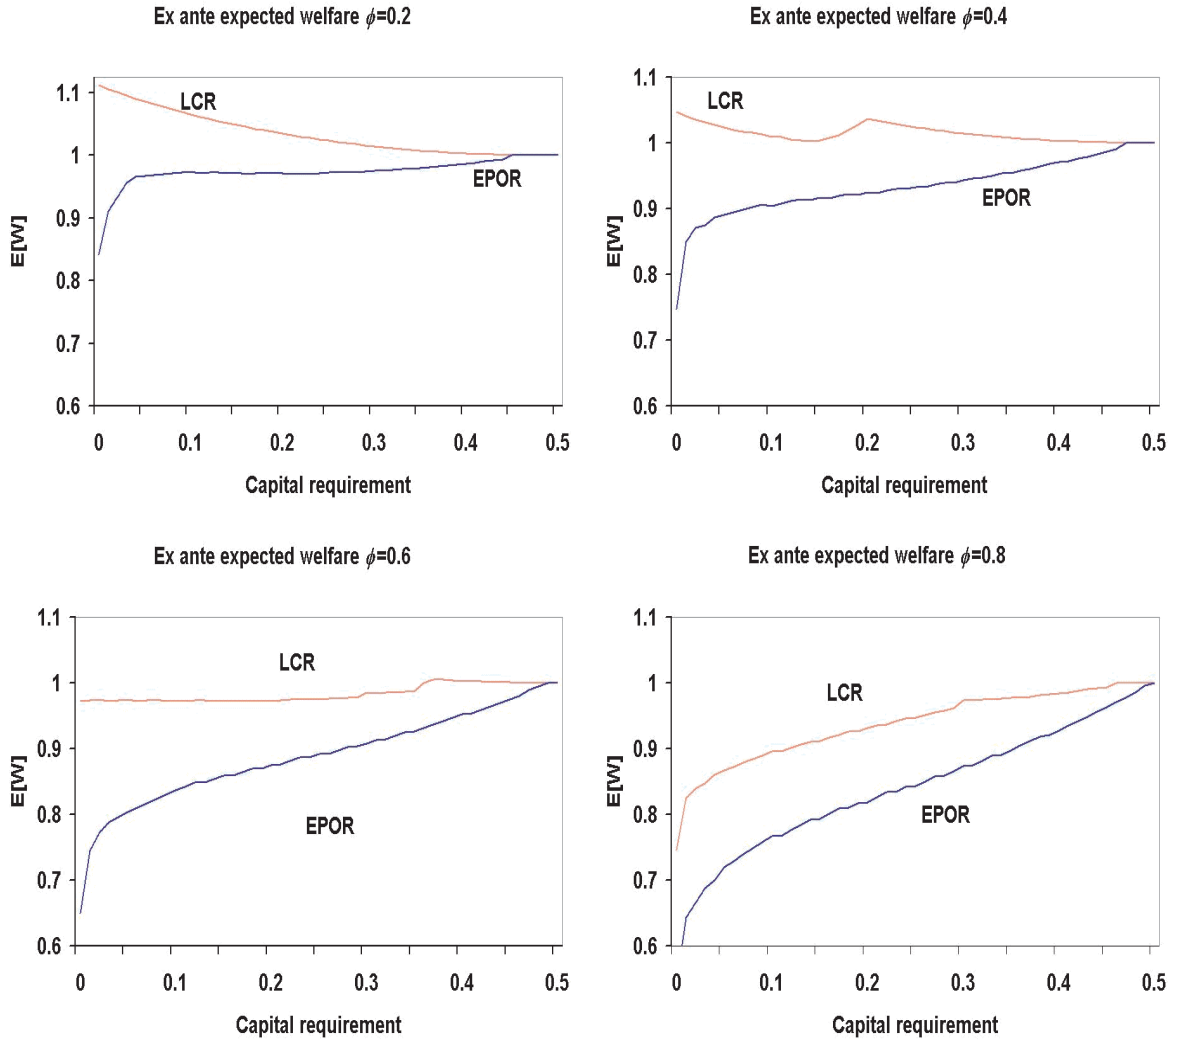 Ex ante expected welfare ϕ=0.2
1.1
1
0.9
0.8
0.7
0.6
E[W]
LCR
EPOR
0 0.1 0.2 0.3 0.4 0.5
Capital requirement
Ex ante expected welfare ϕ=0.4
1.1
1
0.9
0.8
0.7
0.6
E[W]
LCR
EPOR
0 0.1 0.2 0.3 0.4 0.5
Capital requirement
Ex ante expected welfare ϕ=0.6
1.1
1
0.9
0.8
0.7
0.6
E[W]
LCR
EPOR
0 0.1 0.2 0.3 0.4 0.5
Capital requirement
Ex ante expected welfare ϕ=0.8
1.1
1
0.9
0.8
0.7
0.6
E[W]
LCR
EPOR
0 0.1 0.2 0.3 0.4 0.5
Capital requirement